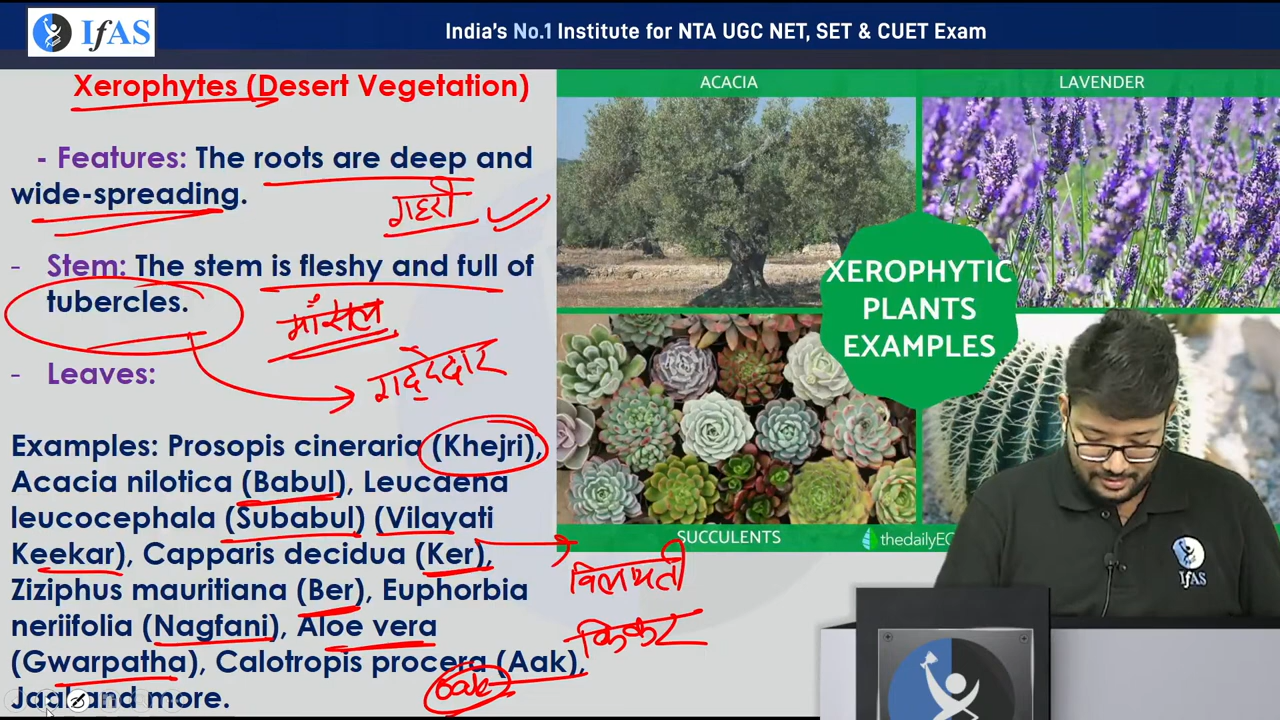 IfAS
India's No.1 Institute for NTA UGC NET, SET & CUET Exam
Xerophytes (Desert Vegetation)
- Features: The roots are deep and
wide-spreading.
गहरी
- Stem: The stem is fleshy and full of
tubercles.
मांसल
गद्देदार
- Leaves:
Examples: Prosopis cineraria (Khejri),
Acacia nilotica (Babul), Leucaena
leucocephala (Subabul) (Vilayati
Keekar), Capparis decidua (Ker),
Ziziphus mauritiana (Ber), Euphorbia
neriifolia (Nagfani), Aloe vera
(Gwarpatha), Calotropis procera (Aak),
Jaal and more.
विलायती
किकर
ACACIA
LAVENDER
XEROPHYTIC
PLANTS
EXAMPLES
SUCCULENTS
thedailyEC
IfAS